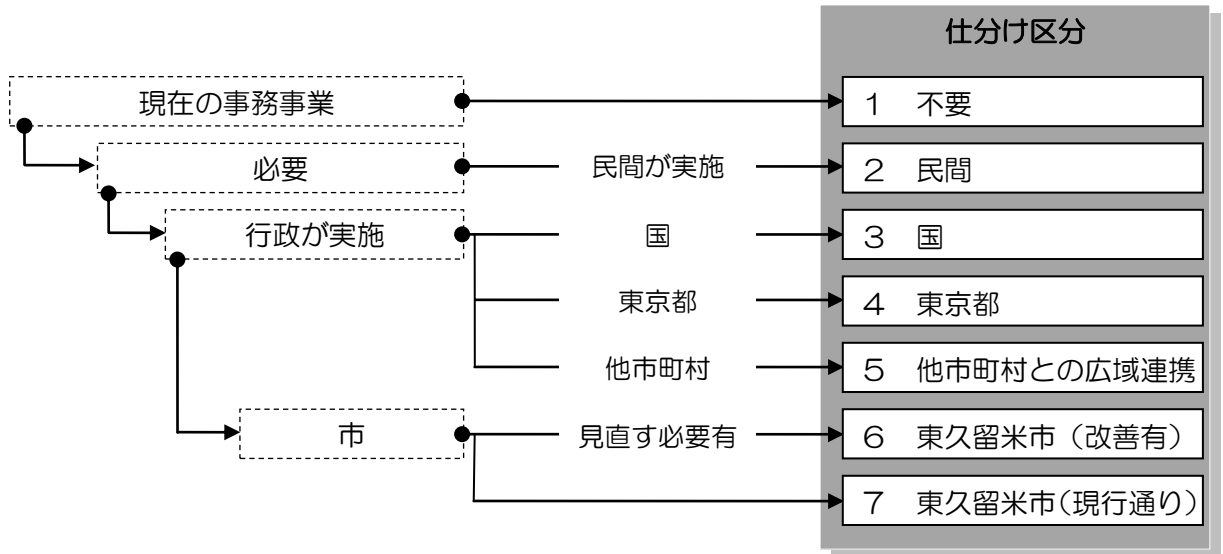 仕分け区分
現在の事務事業
１　不要
必要
民間が実施
２　民間
行政が実施
国
３　国
東京都
４　東京都
他市町村
５　他市町村との広域連携
市
見直す必要有
６　東久留米市（改善有）
７　東久留米市（現行通り）